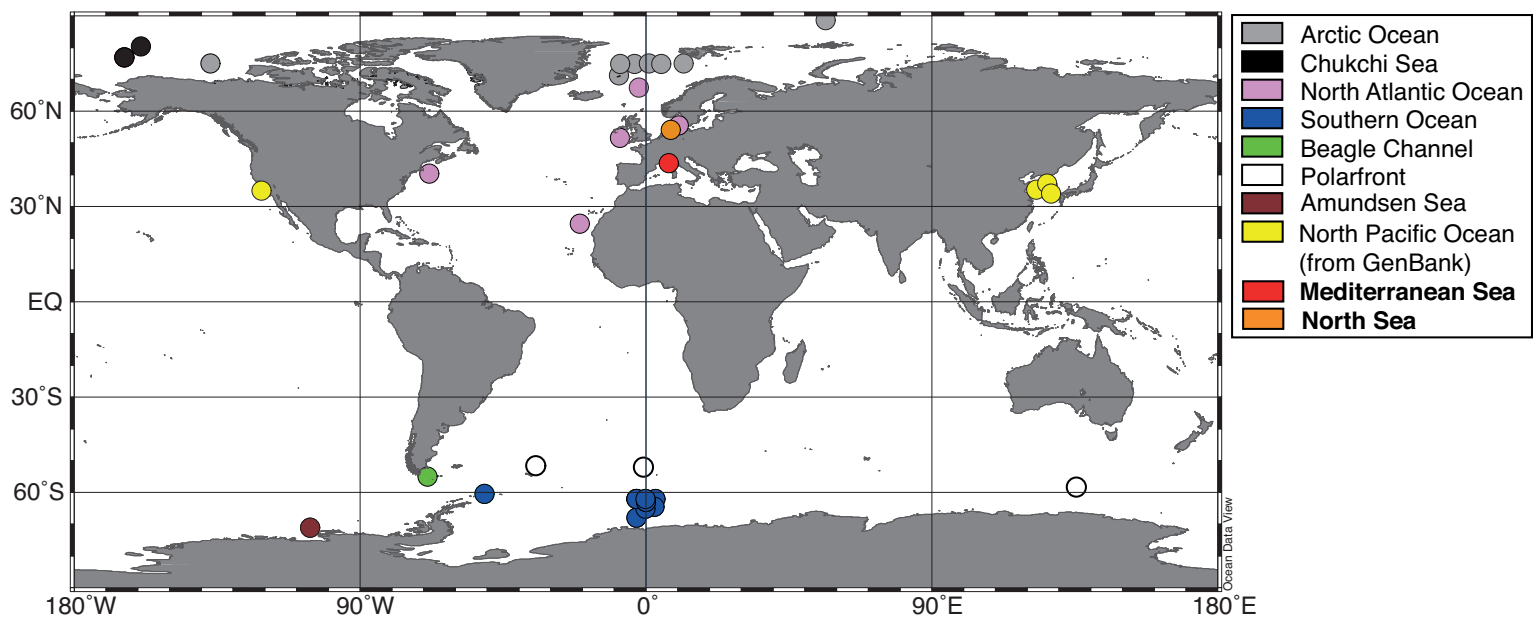 60˚N
30˚N
EQ
30˚S
60˚S
180˚W
90˚W
0˚
90˚E
180˚E
Ocean Data View
Arctic Ocean
Chukchi Sea
North Atlantic Ocean
Southern Ocean
Beagle Channel
Polarfront
Amundsen Sea
North Pacific Ocean
(from GenBank)
Mediterranean Sea
North Sea